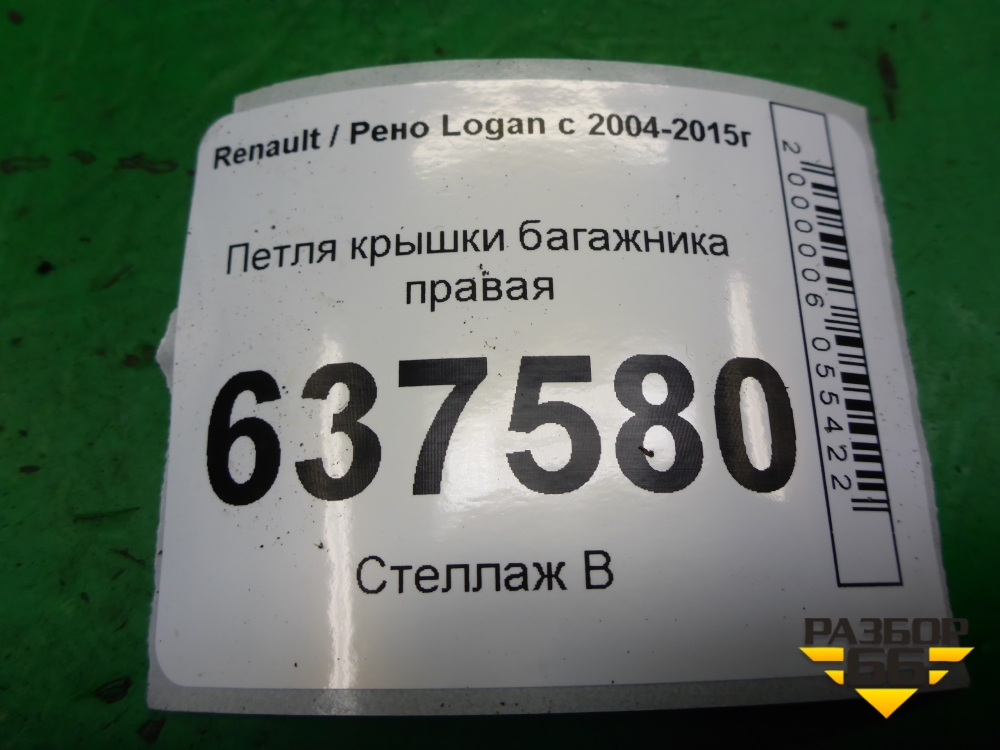 Renault / Рено Logan с 2004-2015г
Петля крышки багажника
правая
637580
Стеллаж В
2000006055422
РАЗБОР
66